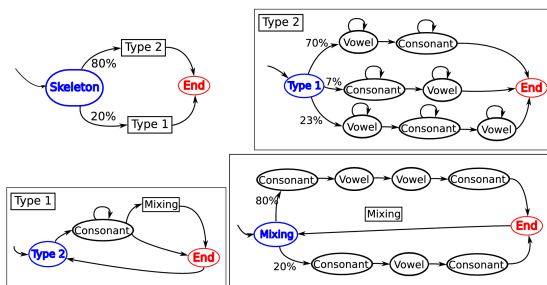 Type 2
80%
Skeleton
End
20%
Type 1
Type 2
70%
Vowel
Consonant
Type 1
7%
Consonant
Vowel
End
23%
Vowel
Consonant
Vowel
Type 1
Mixing
Consonant
Type 2
End
Consonant
Vowel
Vowel
Consonant
80%
Mixing
Mixing
End
20%
Consonant
Vowel
Consonant